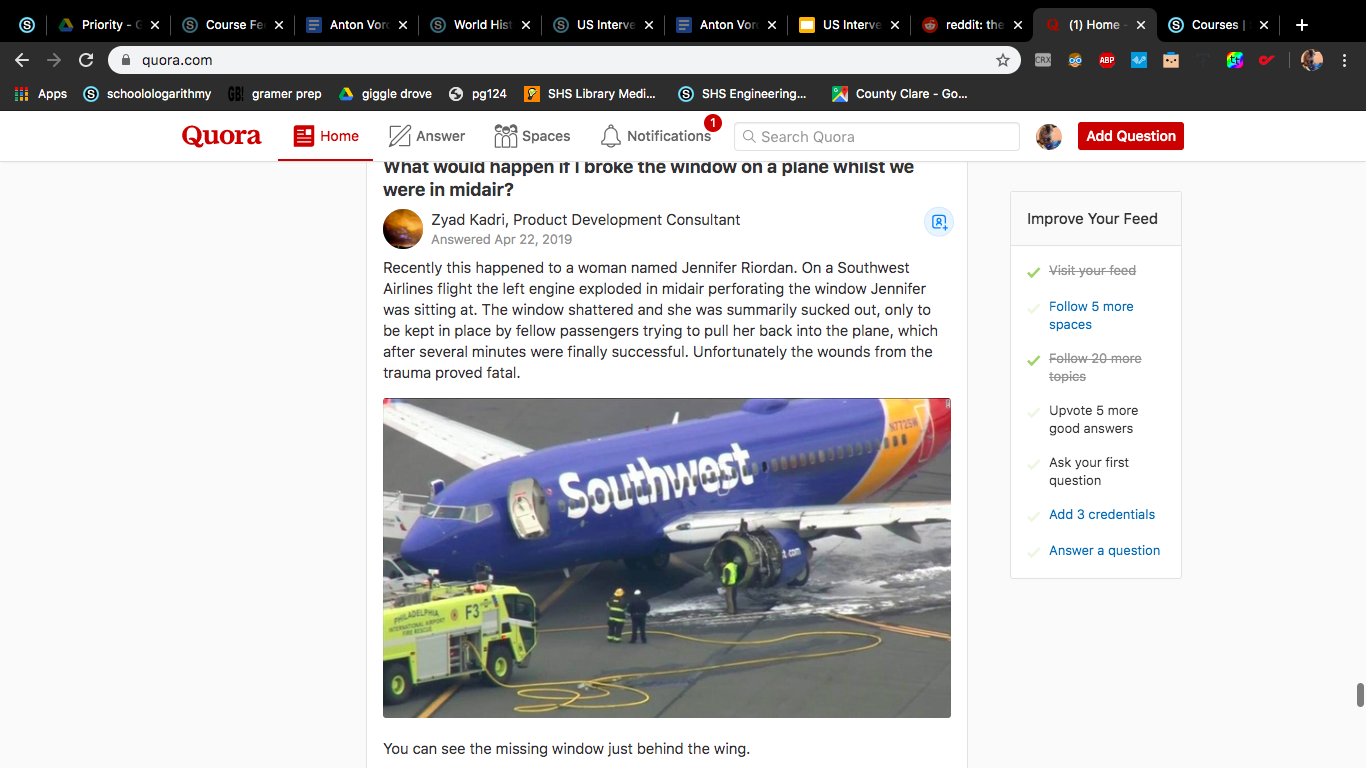 Priority - G
Course Fe
Anton Vor
World Hist
US Interve
Anton Vor
US Interve
reddit: the
(1) Home -
Courses |
quora.com
CRX
ABP
Apps
schoolologarithmy
GB!
gramer prep
giggle drove
pg124
SHS Library Medi...
SHS Engineering...
County Clare - Go...
Quora
Home
Answer
Spaces
Notifications
1
Search Quora
Add Question
What would happen if I broke the window on a plane whilst we
were in midair?
Zyad Kadri, Product Development Consultant
Answered Apr 22, 2019
Recently this happened to a woman named Jennifer Riordan. On a Southwest
Airlines flight the left engine exploded in midair perforating the window Jennifer
was sitting at. The window shattered and she was summarily sucked out, only to
be kept in place by fellow passengers trying to pull her back into the plane, which
after several minutes were finally successful. Unfortunately the wounds from the
trauma proved fatal.
N772SW
Southwest
t.com
PHILADELPHIA
INTERNATIONAL AIRPORT
FIRE RESCUE
F3
You can see the missing window just behind the wing.
Improve Your Feed
Visit your feed
Follow 5 more
spaces
Follow 20 more
topics
Upvote 5 more
good answers
Ask your first
question
Add 3 credentials
Answer a question